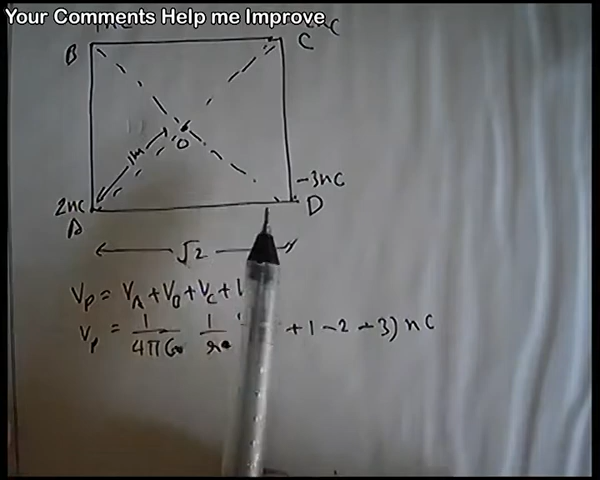 Your Comments Help me Improve
B
C
1m
O
-3nC
2nC
A
D
√2
Vp = VA + VB + VC +
Vp = 1/4πε₀ 1/r + 1 - 2 - 3) nC